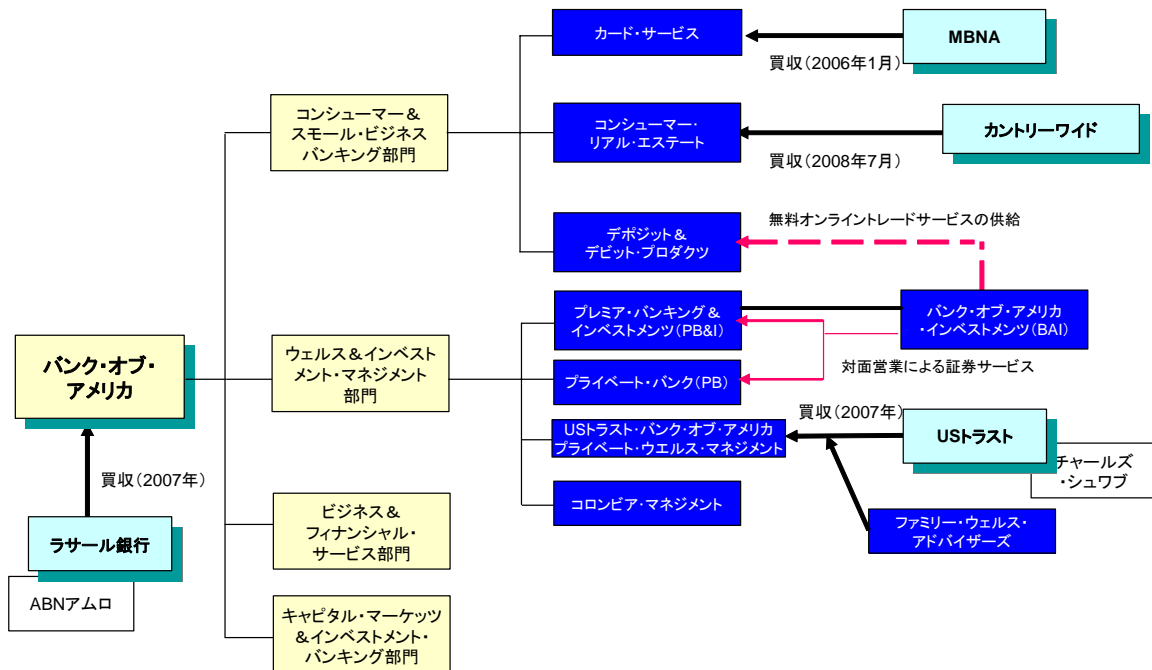 カード・サービス
MBNA
買収(2006年1月)
コンシューマー&
スモール・ビジネス
バンキング部門
コンシューマー・
リアル・エステート
カントリーワイド
買収(2008年7月)
無料オンライントレードサービスの供給
デポジット&
デビット・プロダクツ
プレミア・バンキング&
インベストメンツ(PB&I)
バンク・オブ・アメリカ
・インベストメンツ(BAI)
バンク・オブ・
アメリカ
ウェルス&インベスト
メント・マネジメント
部門
プライベート・バンク(PB)
対面営業による証券サービス
買収(2007年)
USトラスト・バンク・オブ・アメリカ
プライベート・ウエルス・マネジメント
USトラスト
チャールズ
・シュワブ
買収(2007年)
コロンビア・マネジメント
ビジネス&
フィナンシャル・
サービス部門
ファミリー・ウェルス・
アドバイザーズ
ラサール銀行
ABNアムロ
キャピタル・マーケッツ
&インベストメント・
バンキング部門